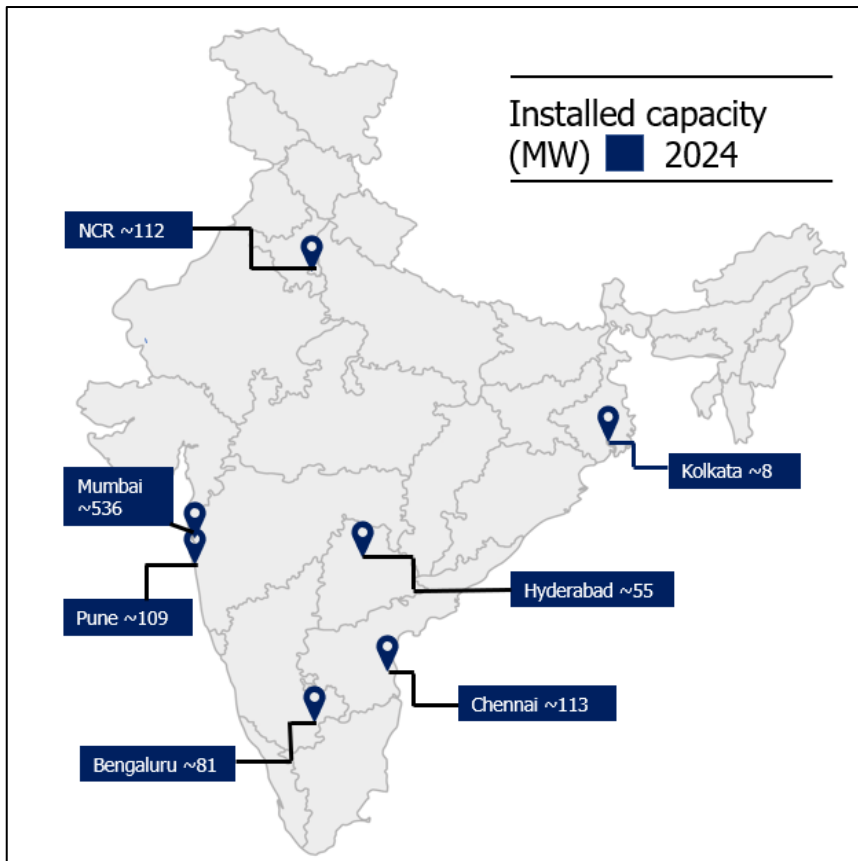 Installed capacity
(MW) 2024
NCR ~112
Kolkata ~8
Mumbai
~536
Hyderabad ~55
Pune ~109
Chennai ~113
Bengaluru ~81